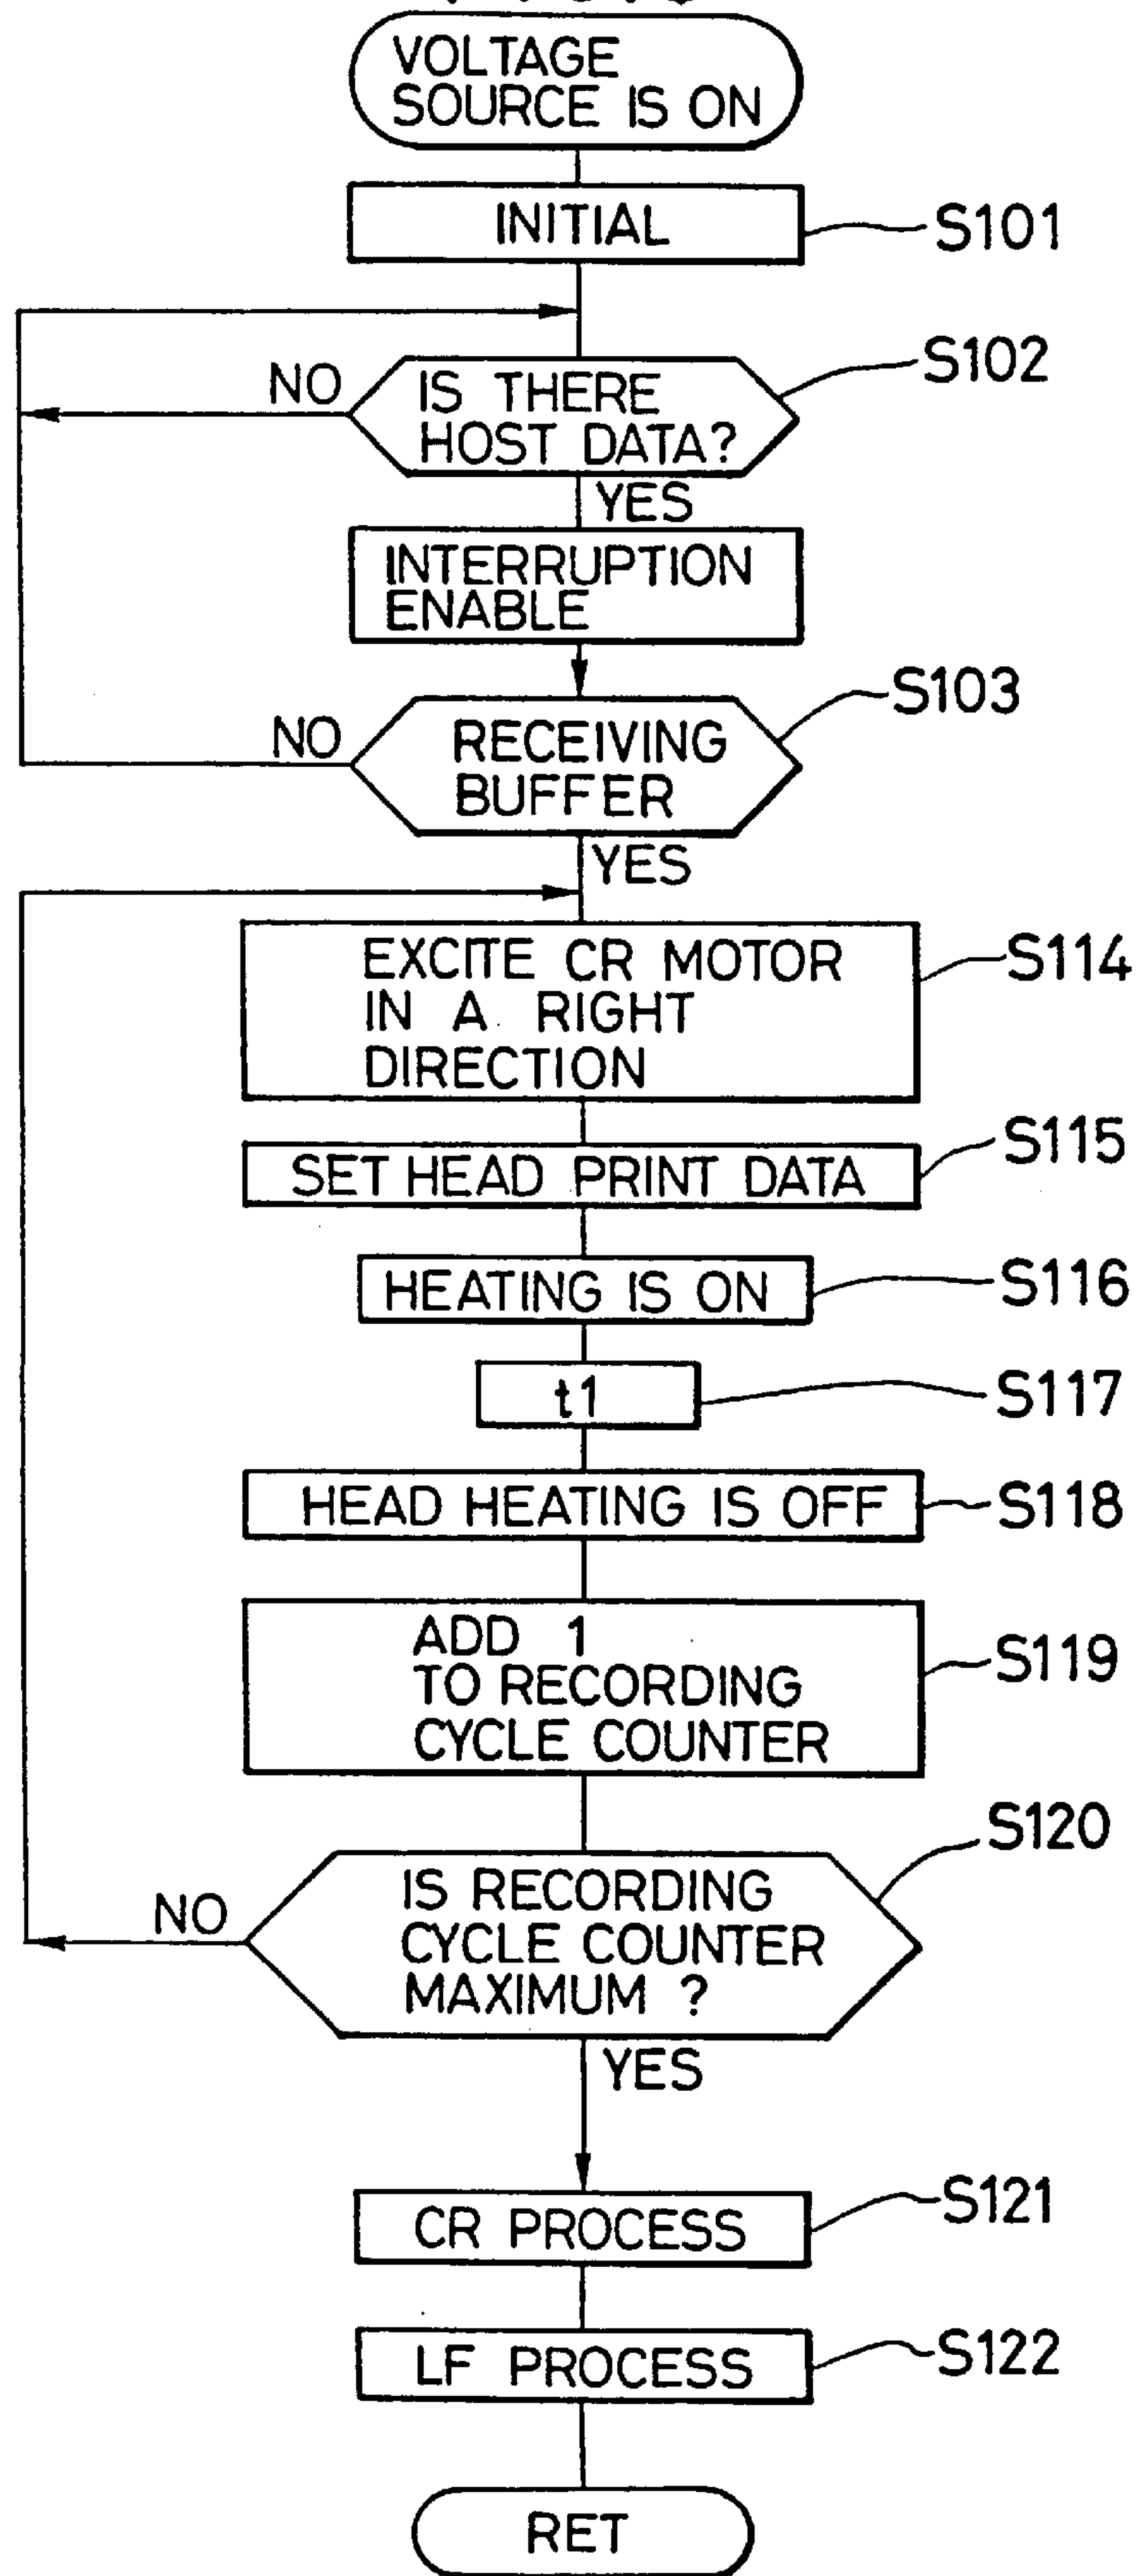 VOLTAGE
SOURCE IS ON
INITIAL
S101
S102
NO
IS THERE
HOST DATA?
YES
INTERRUPTION
ENABLE
S103
NO
RECEIVING
BUFFER
YES
EXCITE CR MOTOR
IN A RIGHT
DIRECTION
S114
S115
SET HEAD PRINT DATA
HEATING IS ON
S116
t1
S117
HEAD HEATING IS OFF
S118
ADD 1
TO RECORDING
CYCLE COUNTER
S119
S120
NO
IS RECORDING
CYCLE COUNTER
MAXIMUM ?
YES
CR PROCESS
S121
LF PROCESS
S122
RET